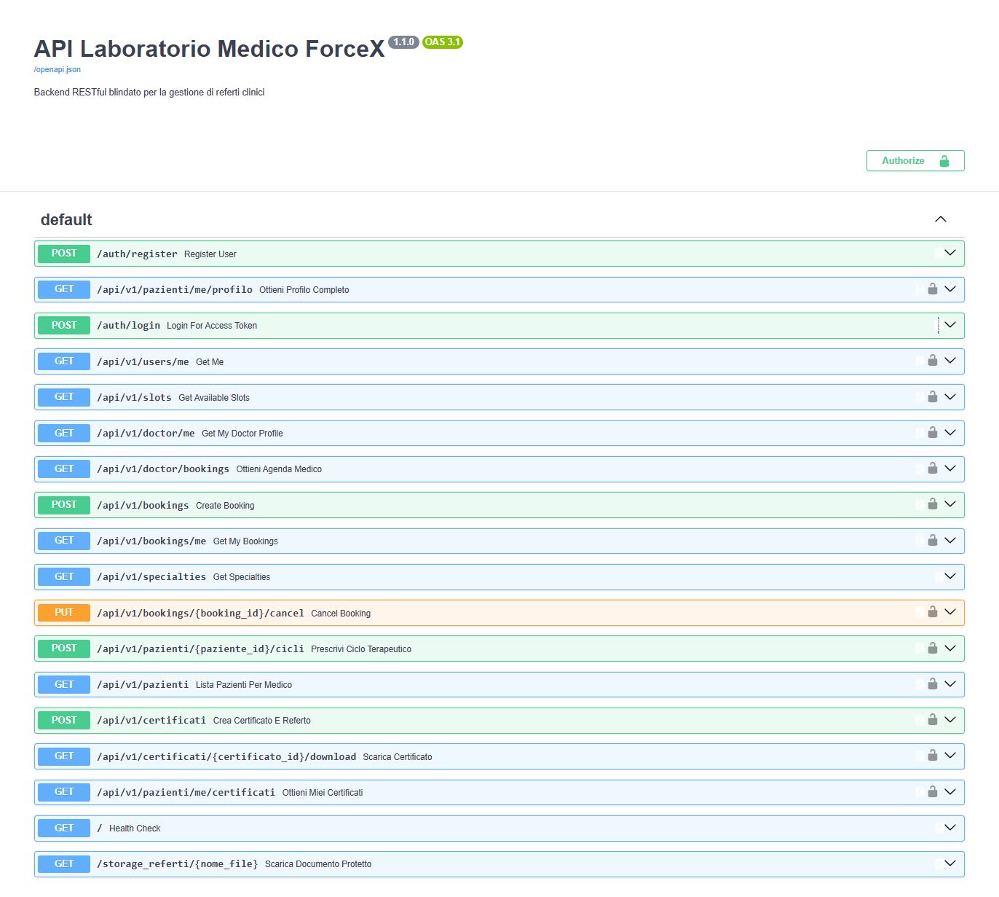 API Laboratorio Medico ForceX 1.1.0 OAS 3.1
/openapi.json
Backend RESTful blindato per la gestione di referti clinici
Authorize
default
POST /auth/register Register User
GET /api/v1/pazienti/me/profilo Ottieni Profilo Completo
POST /auth/login Login For Access Token
GET /api/v1/users/me Get Me
GET /api/v1/slots Get Available Slots
GET /api/v1/doctor/me Get My Doctor Profile
GET /api/v1/doctor/bookings Ottieni Agenda Medico
POST /api/v1/bookings Create Booking
GET /api/v1/bookings/me Get My Bookings
GET /api/v1/specialties Get Specialties
PUT /api/v1/bookings/{booking_id}/cancel Cancel Booking
POST /api/v1/pazienti/{paziente_id}/cicli Prescrivi Ciclo Terapeutico
GET /api/v1/pazienti Lista Pazienti Per Medico
POST /api/v1/certificati Crea Certificato E Referto
GET /api/v1/certificati/{certificato_id}/download Scarica Certificato
GET /api/v1/pazienti/me/certificati Ottieni Miei Certificati
GET / Health Check
GET /storage_referti/{nome_file} Scarica Documento Protetto